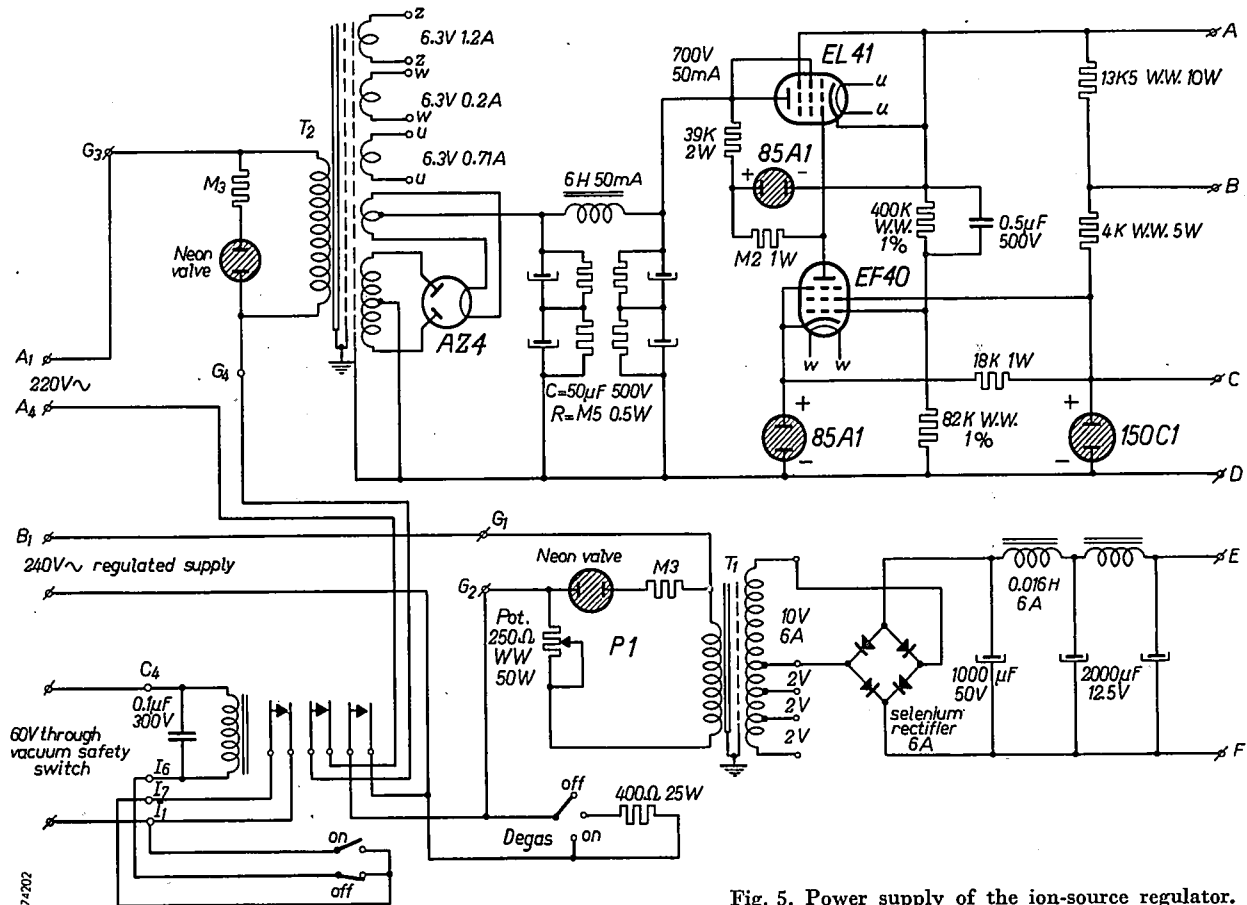 z
6.3V 1.2A
z
w
6.3V 0.2A
w
u
6.3V 0.71A
u
T2
G3
M3
Neon
valve
A1
220V~
A4
G4
AZ4
6H 50mA
C=50µF 500V
R=M5 0.5W
700V
50mA
EL41
u
u
39K
2W
85A1
+
-
M2 1W
400K
W.W.
1%
0.5µF
500V
EF40
w
w
18K 1W
+
85A1
-
82K W.W.
1%
+
150C1
-
13K5 W.W. 10W
4K W.W. 5W
A
B
C
D
B1
240V~ regulated supply
G1
Neon valve
M3
G2
Pot.
250Ω
WW
50W
P1
T1
10V
6A
2V
2V
2V
selenium
rectifier
6A
1000µF
50V
0.016H
6A
2000µF
12.5V
E
F
C4
0.1µF
300V
60V through
vacuum safety
switch
I6
I7
I1
on
off
off
Degas
on
400Ω 25W
74202
Fig. 5. Power supply of the ion-source regulator.